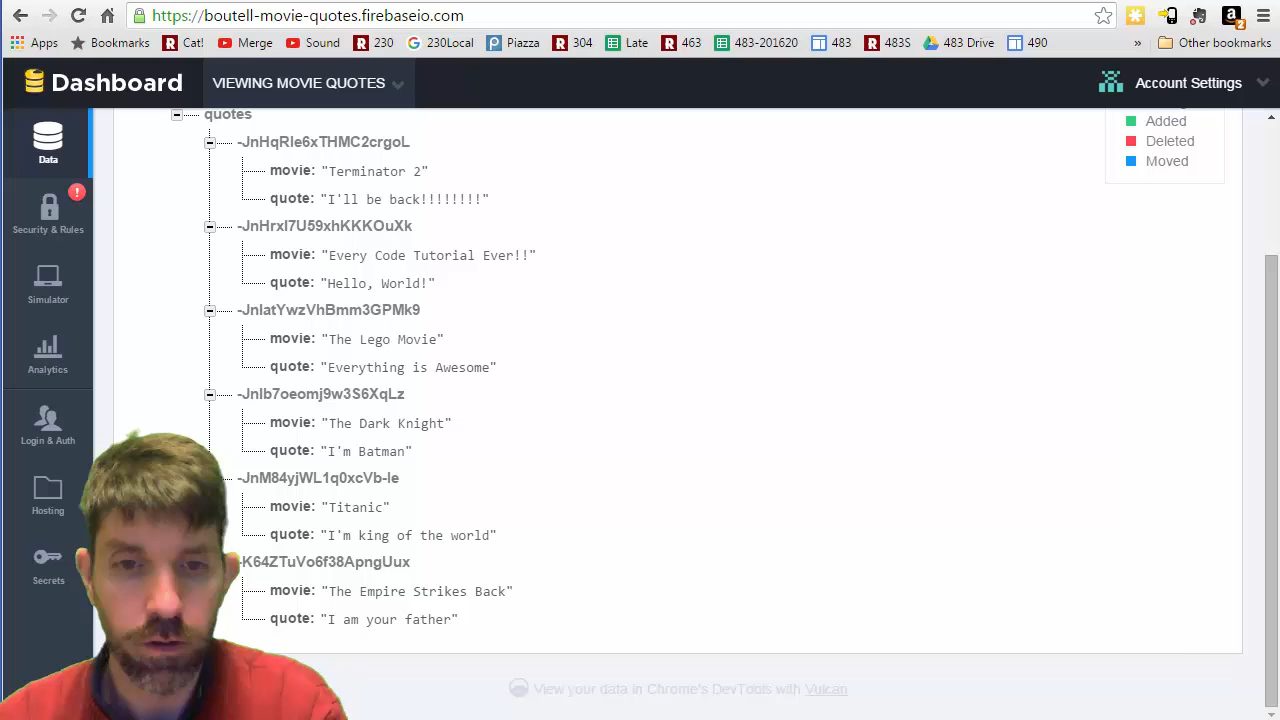 https://boutell-movie-quotes.firebaseio.com
2
Apps Bookmarks Cat! Merge Sound 230 230Local Piazza 304 Late 463 483-201620 483 483S 483 Drive 490 » Other bookmarks
Dashboard VIEWING MOVIE QUOTES Account Settings
quotes
Added
Deleted
Moved
Data
-JnHqRle6xTHMC2crgoL
movie: "Terminator 2"
quote: "I'll be back!!!!!!!!"
Security & Rules
-JnHrxI7U59xhKKKOuXk
movie: "Every Code Tutorial Ever!!"
quote: "Hello, World!"
Simulator
-JnIatYwzVhBmm3GPMk9
movie: "The Lego Movie"
quote: "Everything is Awesome"
Analytics
-JnIb7oeomj9w3S6XqLz
movie: "The Dark Knight"
quote: "I'm Batman"
Login & Auth
-JnM84yjWL1q0xcVb-Ie
movie: "Titanic"
quote: "I'm king of the world"
Hosting
-K64ZTuVo6f38ApngUux
movie: "The Empire Strikes Back"
quote: "I am your father"
Secrets
View your data in Chrome's DevTools with Vulcan